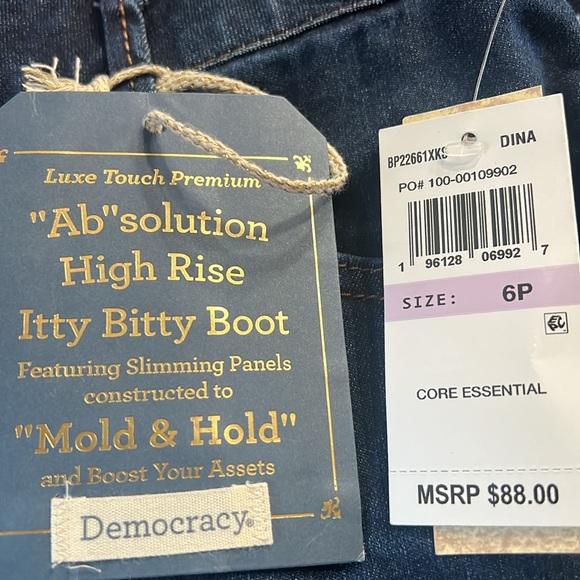 Luxe Touch Premium
"Ab"solution
High Rise
Itty Bitty Boot
Featuring Slimming Panels
constructed to
"Mold & Hold"
and Boost Your Assets
Democracy®
BP22661XKS DINA
PO# 100-00109902
1 96128 06992 7
SIZE: 6P
CORE ESSENTIAL
MSRP $88.00